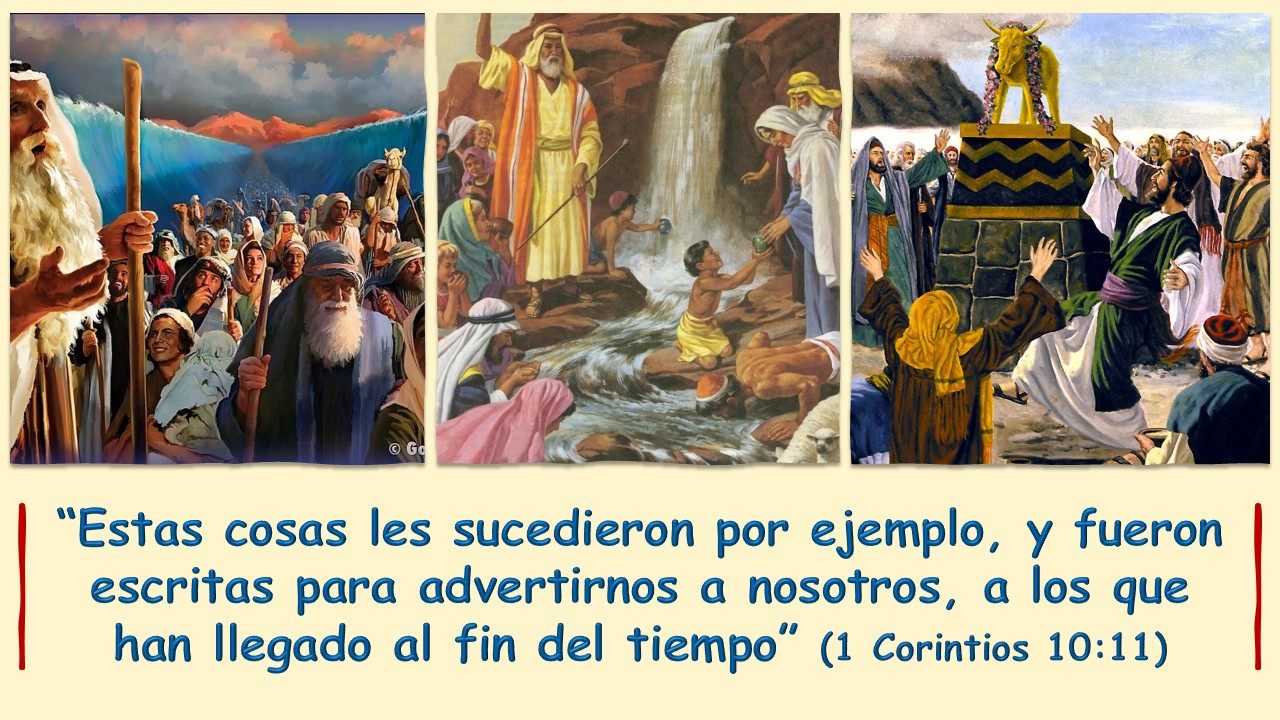 © Go
“Estas cosas les sucedieron por ejemplo, y fueron
escritas para advertirnos a nosotros, a los que
han llegado al fin del tiempo” (1 Corintios 10:11)